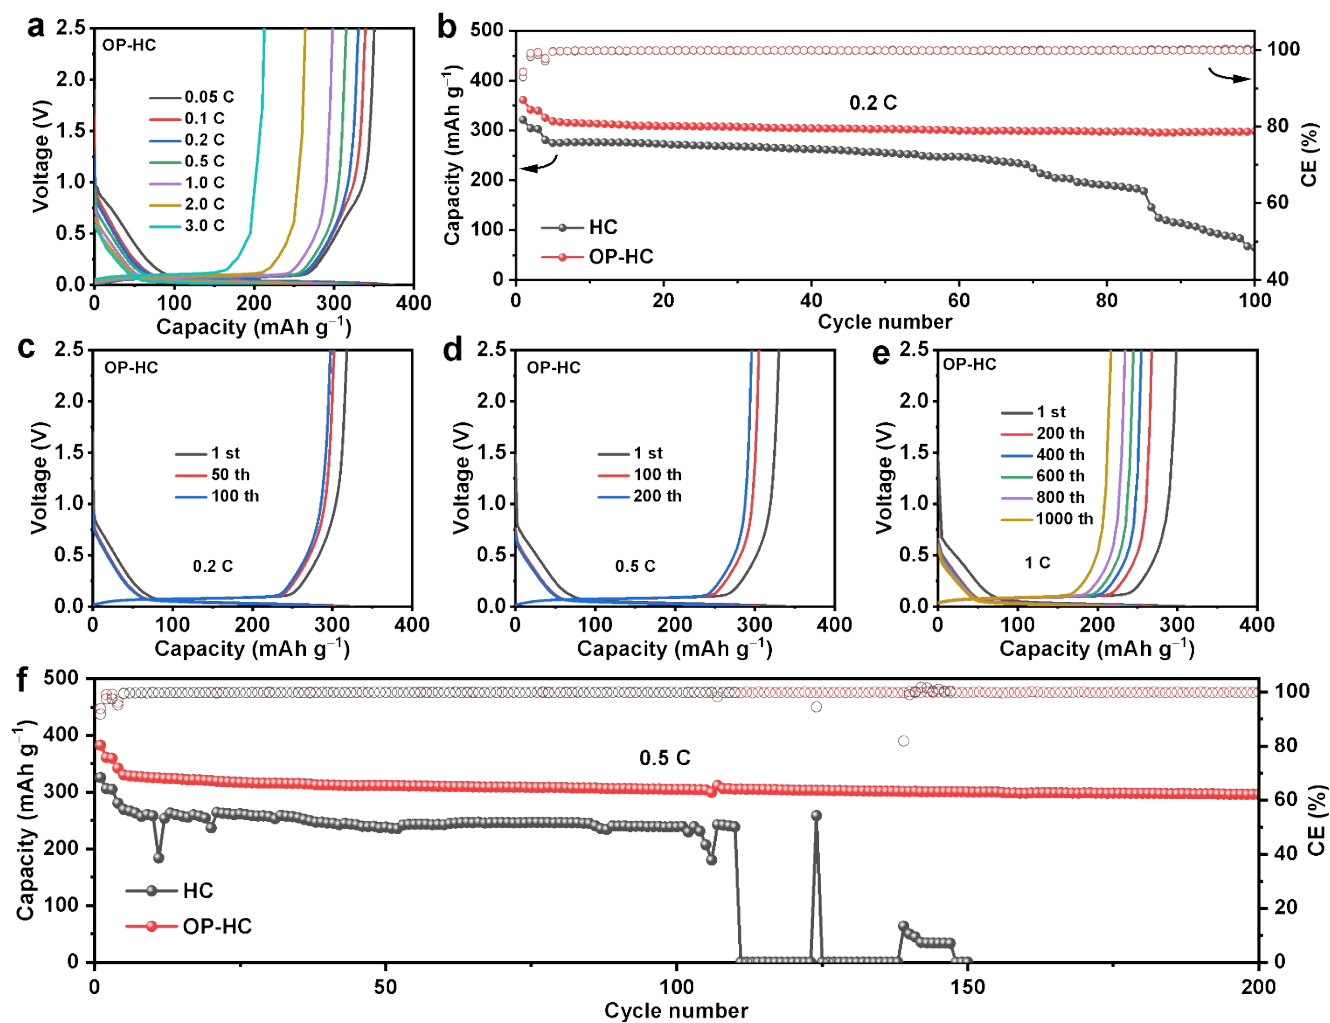 a
OP-HC
2.5
2.0
1.5
1.0
0.5
0.0
Voltage (V)
0.05 C
0.1 C
0.2 C
0.5 C
1.0 C
2.0 C
3.0 C
0 100 200 300 400
Capacity (mAh g⁻¹)
b
500
400
300
200
100
0
Capacity (mAh g⁻¹)
0.2 C
HC
OP-HC
100
80
60
40
CE (%)
0 20 40 60 80 100
Cycle number
c
OP-HC
2.5
2.0
1.5
1.0
0.5
0.0
Voltage (V)
1 st
50 th
100 th
0.2 C
0 100 200 300 400
Capacity (mAh g⁻¹)
d
OP-HC
2.5
2.0
1.5
1.0
0.5
0.0
Voltage (V)
1 st
100 th
200 th
0.5 C
0 100 200 300 400
Capacity (mAh g⁻¹)
e
OP-HC
2.5
2.0
1.5
1.0
0.5
0.0
Voltage (V)
1 st
200 th
400 th
600 th
800 th
1000 th
1 C
0 100 200 300 400
Capacity (mAh g⁻¹)
f
500
400
300
200
100
0
Capacity (mAh g⁻¹)
0.5 C
HC
OP-HC
100
80
60
40
20
0
CE (%)
0 50 100 150 200
Cycle number